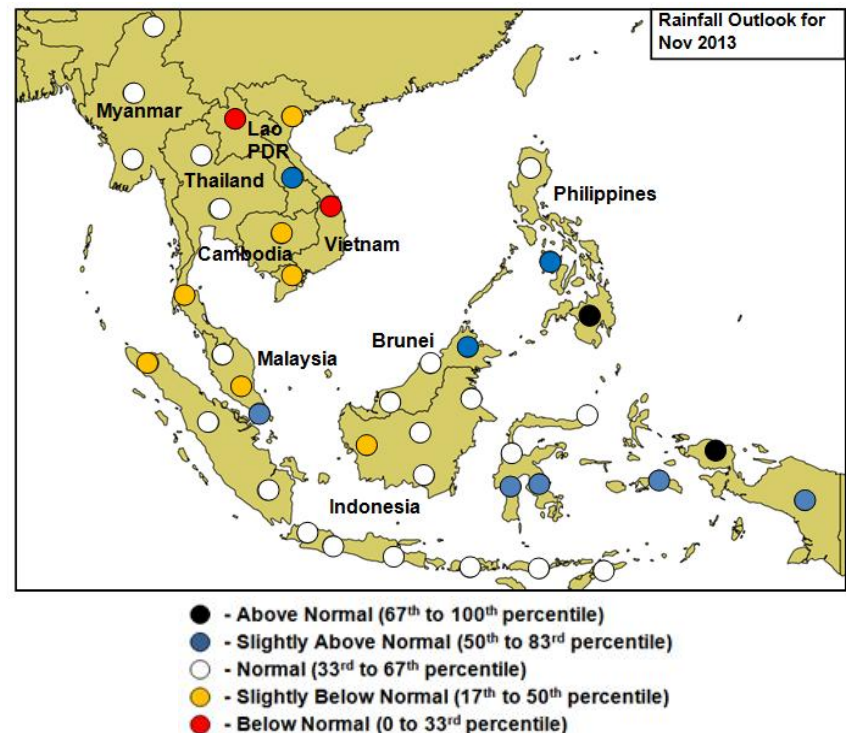 Rainfall Outlook for
Nov 2013
Myanmar
Lao
PDR
Thailand
Philippines
Cambodia
Vietnam
Brunei
Malaysia
Indonesia
- Above Normal (67th to 100th percentile)
- Slightly Above Normal (50th to 83rd percentile)
- Normal (33rd to 67th percentile)
- Slightly Below Normal (17th to 50th percentile)
- Below Normal (0 to 33rd percentile)